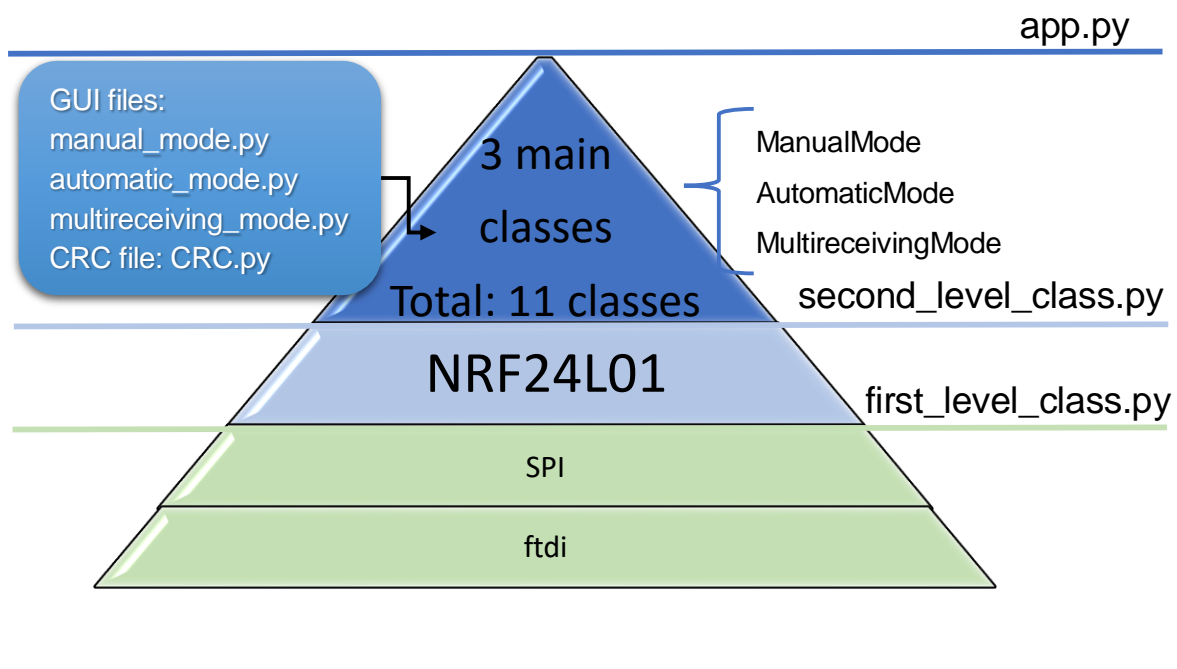 app.py
GUI files:
manual_mode.py
automatic_mode.py
multireceiving_mode.py
CRC file: CRC.py
3 main
classes
Total: 11 classes
ManualMode
AutomaticMode
MultireceivingMode
second_level_class.py
NRF24L01
first_level_class.py
SPI
ftdi